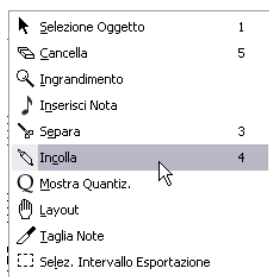 Selezione Oggetto 1
Cancella 5
Ingrandimento
Inserisci Nota
Separa 3
Incolla 4
Q Mostra Quantiz.
Layout
Taglia Note
Selez. Intervallo Esportazione